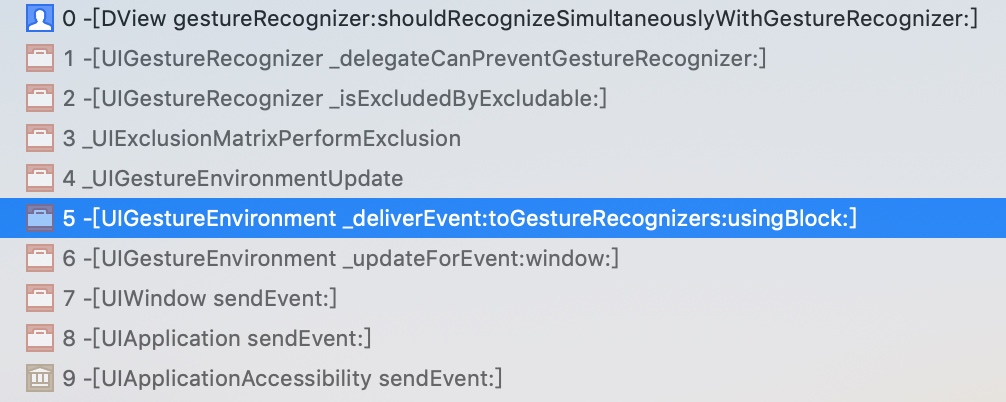 0 -[DView gestureRecognizer:shouldRecognizeSimultaneouslyWithGestureRecognizer:]
1 -[UIGestureRecognizer _delegateCanPreventGestureRecognizer:]
2 -[UIGestureRecognizer _isExcludedByExcludable:]
3 _UIExclusionMatrixPerformExclusion
4 _UIGestureEnvironmentUpdate
5 -[UIGestureEnvironment _deliverEvent:toGestureRecognizers:usingBlock:]
6 -[UIGestureEnvironment _updateForEvent:window:]
7 -[UIWindow sendEvent:]
8 -[UIApplication sendEvent:]
9 -[UIApplicationAccessibility sendEvent:]